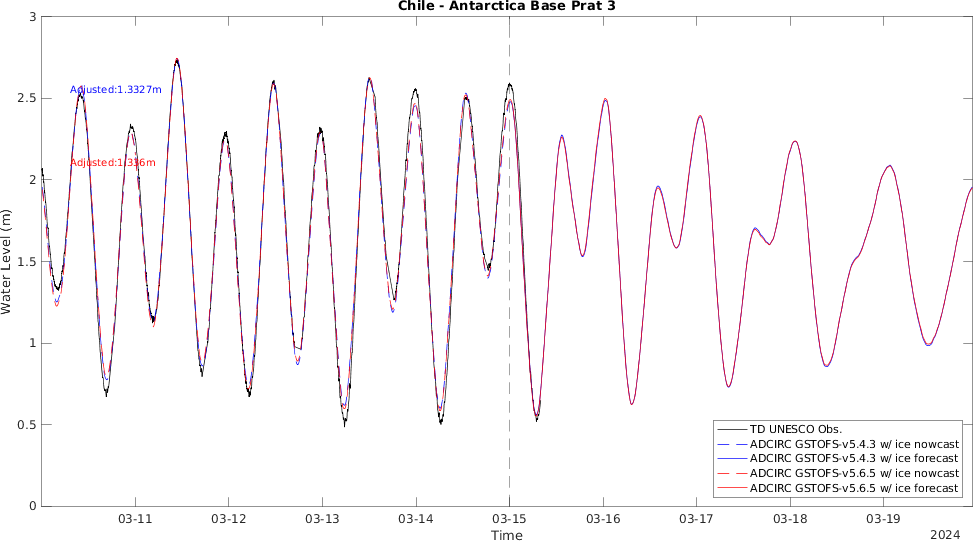 Chile - Antarctica Base Prat 3
3
2.5
2
1.5
1
0.5
0
Water Level (m)
Adjusted:1.3327m
Adjusted:1.336m
TD UNESCO Obs.
ADCIRC GSTOFS-v5.4.3 w/ ice nowcast
ADCIRC GSTOFS-v5.4.3 w/ ice forecast
ADCIRC GSTOFS-v5.6.5 w/ ice nowcast
ADCIRC GSTOFS-v5.6.5 w/ ice forecast
03-11 03-12 03-13 03-14 03-15 03-16 03-17 03-18 03-19
Time
2024